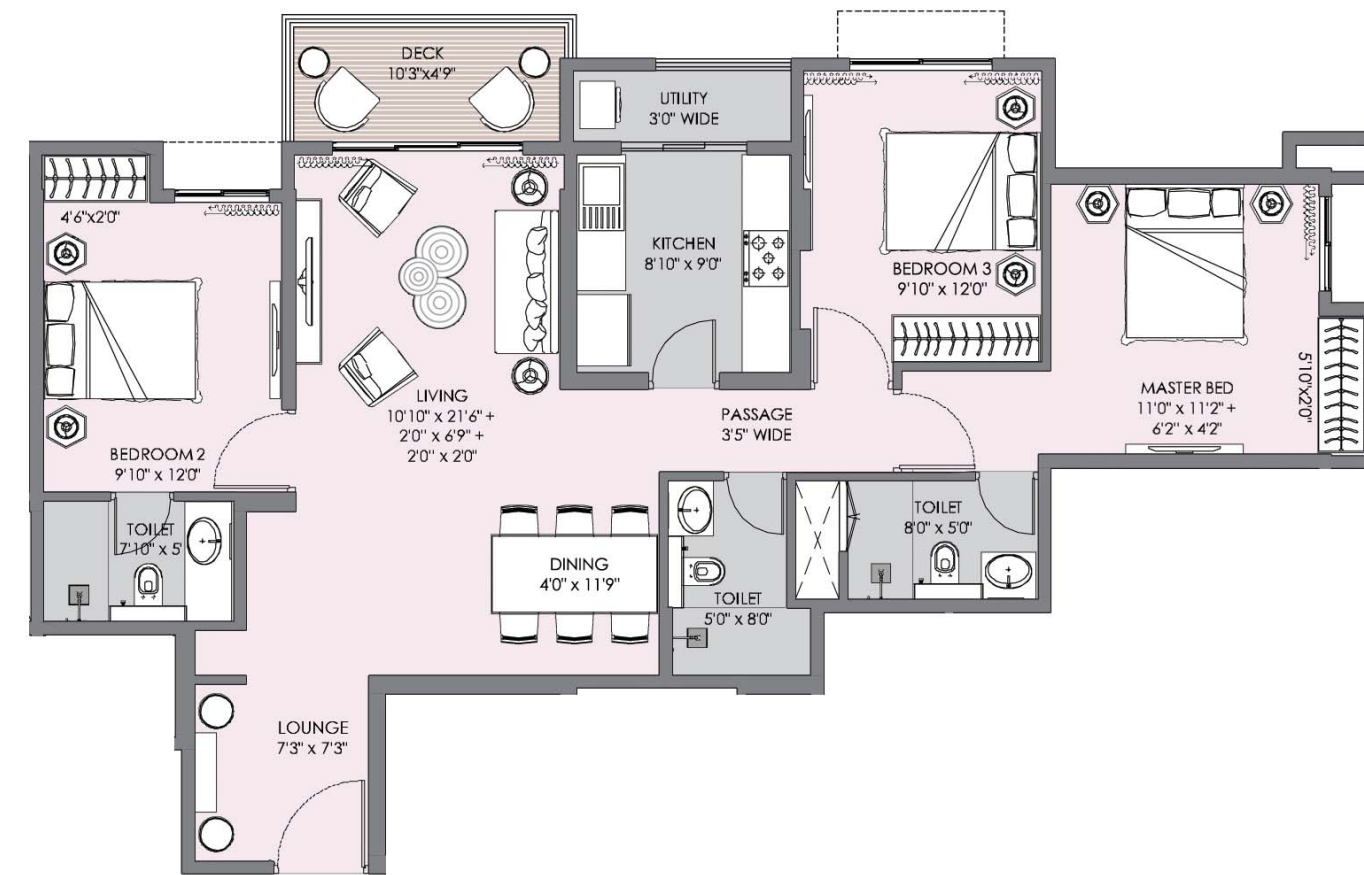 DECK
10'3"x4'9"
UTILITY
3'0" WIDE
4'6"x2'0"
KITCHEN
8'10" x 9'0"
BEDROOM 3
9'10" x 12'0"
LIVING
10'10" x 21'6" +
2'0" x 6'9" +
2'0" x 2'0"
PASSAGE
3'5" WIDE
MASTER BED
11'0" x 11'2" +
6'2" x 4'2"
5'10"x2'0"
BEDROOM 2
9'10" x 12'0"
TOILET
7'10" x 5'
TOILET
8'0" x 5'0"
DINING
4'0" x 11'9"
TOILET
5'0" x 8'0"
LOUNGE
7'3" x 7'3"